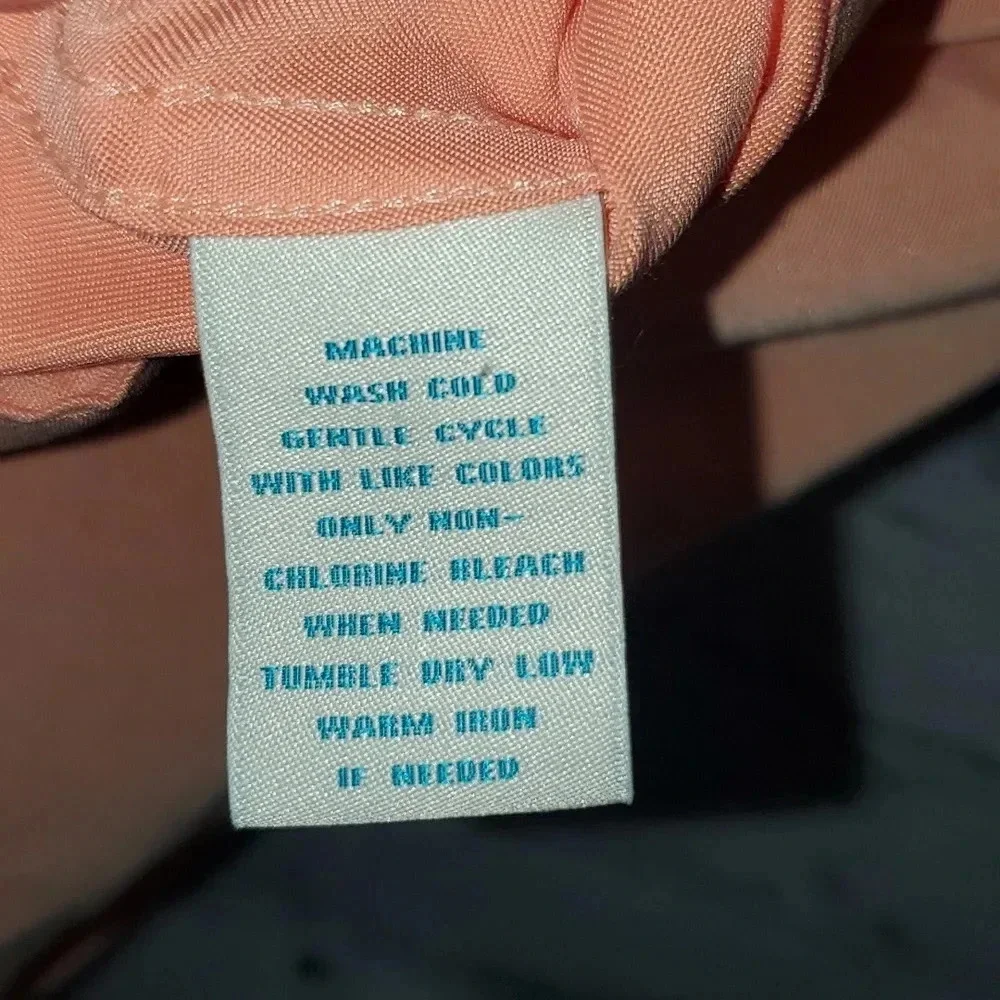 MACHINE
WASH COLD
GENTLE CYCLE
WITH LIKE COLORS
ONLY NON-
CHLORINE BLEACH
WHEN NEEDED
TUMBLE DRY LOW
WARM IRON
IF NEEDED